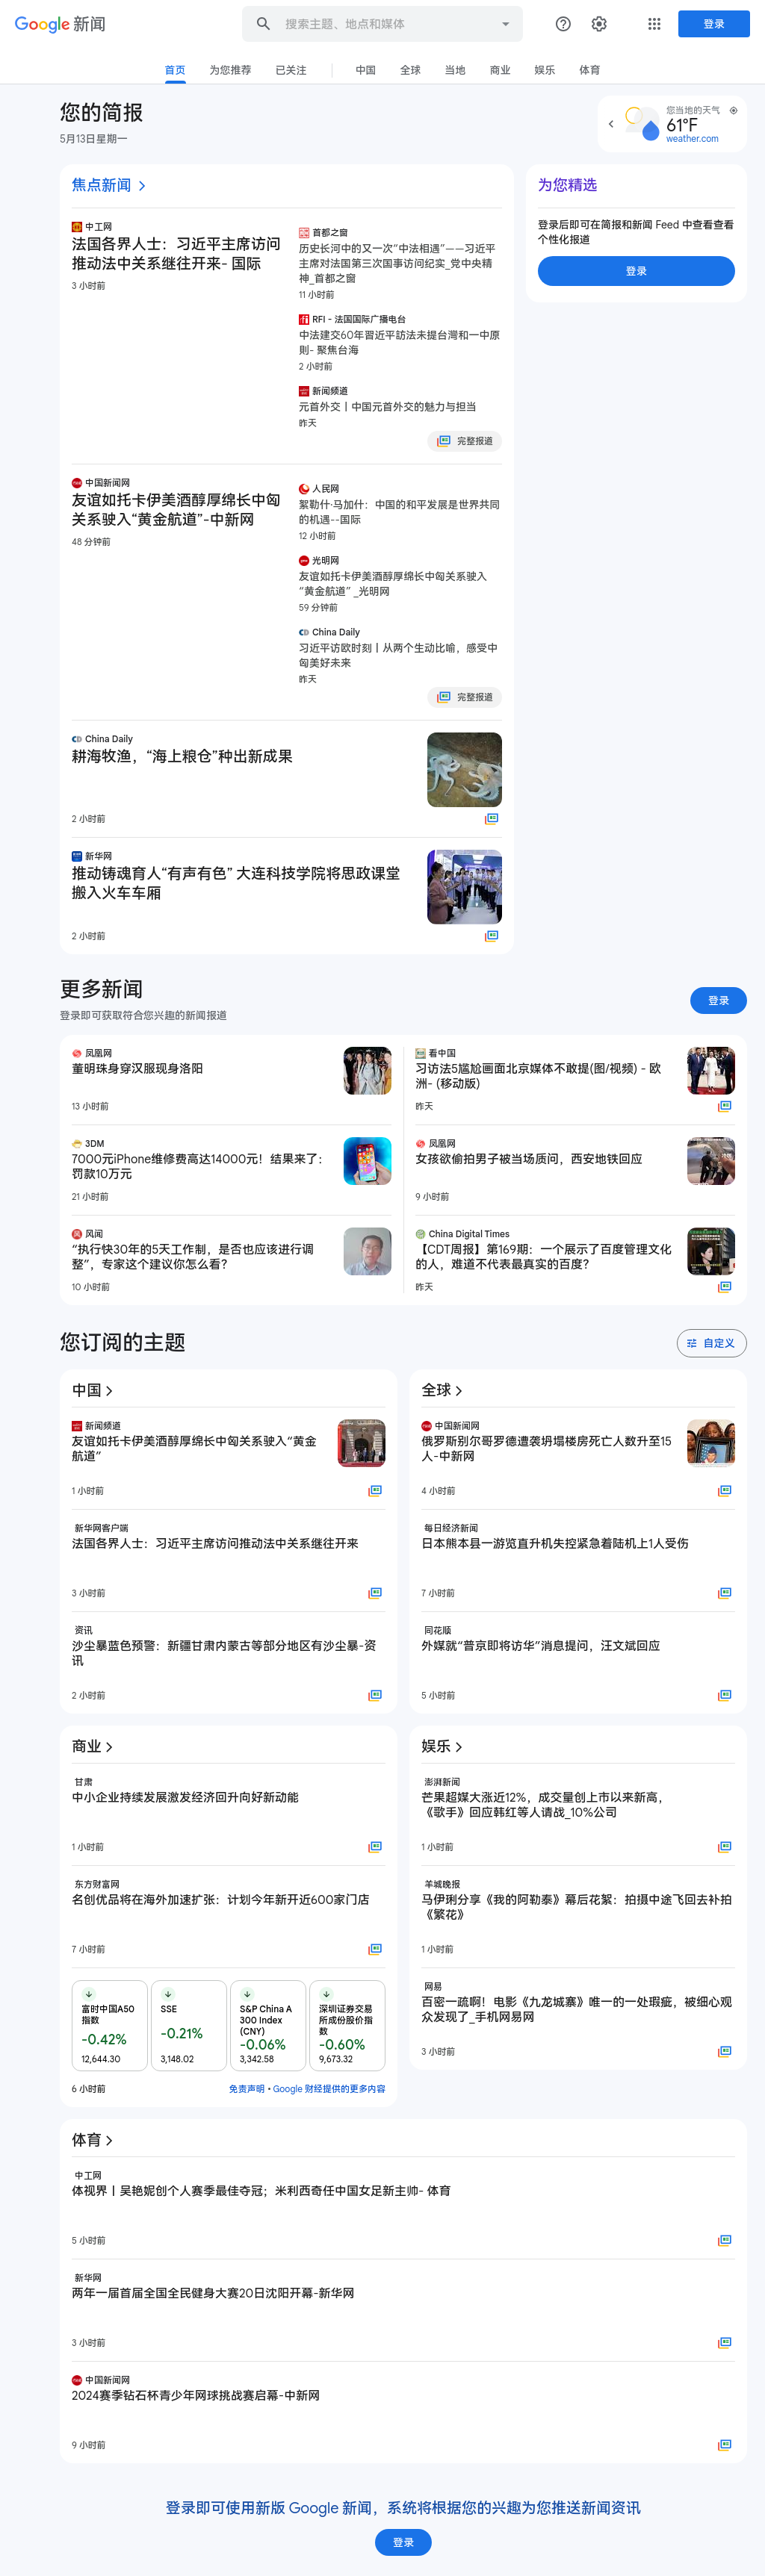 Google 新闻
搜索主题、地点和媒体
登录
首页
为您推荐
已关注
中国
全球
当地
商业
娱乐
体育
您的简报
5月13日星期一
您当地的天气
61°F
weather.com
焦点新闻
中工网
法国各界人士：习近平主席访问
推动法中关系继往开来- 国际
3 小时前
首都之窗
历史长河中的又一次“中法相遇”——习近平
主席对法国第三次国事访问纪实_党中央精
神_首都之窗
11 小时前
RFI - 法国国际广播电台
中法建交60年習近平訪法未提台灣和一中原
則- 聚焦台海
2 小时前
新闻频道
元首外交丨中国元首外交的魅力与担当
昨天
完整报道
为您精选
登录后即可在简报和新闻 Feed 中查看查看
个性化报道
登录
中国新闻网
友谊如托卡伊美酒醇厚绵长中匈
关系驶入“黄金航道”-中新网
48 分钟前
人民网
絮勒什·马加什：中国的和平发展是世界共同
的机遇--国际
12 小时前
光明网
友谊如托卡伊美酒醇厚绵长中匈关系驶入
“黄金航道” _光明网
59 分钟前
China Daily
习近平访欧时刻丨从两个生动比喻，感受中
匈美好未来
昨天
完整报道
China Daily
耕海牧渔，“海上粮仓”种出新成果
2 小时前
新华网
推动铸魂育人“有声有色” 大连科技学院将思政课堂
搬入火车车厢
2 小时前
更多新闻
登录即可获取符合您兴趣的新闻报道
登录
凤凰网
董明珠身穿汉服现身洛阳
13 小时前
看中国
习访法5尴尬画面北京媒体不敢提(图/视频) - 欧
洲- (移动版)
昨天
3DM
7000元iPhone维修费高达14000元！结果来了：
罚款10万元
21 小时前
凤凰网
女孩欲偷拍男子被当场质问，西安地铁回应
9 小时前
风闻
“执行快30年的5天工作制，是否也应该进行调
整”，专家这个建议你怎么看？
10 小时前
China Digital Times
【CDT周报】第169期：一个展示了百度管理文化
的人，难道不代表最真实的百度？
昨天
您订阅的主题
自定义
中国
新闻频道
友谊如托卡伊美酒醇厚绵长中匈关系驶入“黄金
航道”
1 小时前
新华网客户端
法国各界人士：习近平主席访问推动法中关系继往开来
3 小时前
资讯
沙尘暴蓝色预警：新疆甘肃内蒙古等部分地区有沙尘暴-资
讯
2 小时前
全球
中国新闻网
俄罗斯别尔哥罗德遭袭坍塌楼房死亡人数升至15
人-中新网
4 小时前
每日经济新闻
日本熊本县一游览直升机失控紧急着陆机上1人受伤
7 小时前
同花顺
外媒就“普京即将访华”消息提问，汪文斌回应
5 小时前
商业
甘肃
中小企业持续发展激发经济回升向好新动能
1 小时前
东方财富网
名创优品将在海外加速扩张：计划今年新开近600家门店
7 小时前
富时中国A50
指数
-0.42%
12,644.30
SSE
-0.21%
3,148.02
S&P China A
300 Index
(CNY)
-0.06%
3,342.58
深圳证券交易
所成份股价指
数
-0.60%
9,673.32
6 小时前
免责声明 • Google 财经提供的更多内容
娱乐
澎湃新闻
芒果超媒大涨近12%，成交量创上市以来新高，
《歌手》回应韩红等人请战_10%公司
1 小时前
羊城晚报
马伊琍分享《我的阿勒泰》幕后花絮：拍摄中途飞回去补拍
《繁花》
1 小时前
网易
百密一疏啊！电影《九龙城寨》唯一的一处瑕疵，被细心观
众发现了_手机网易网
3 小时前
体育
中工网
体视界丨吴艳妮创个人赛季最佳夺冠；米利西奇任中国女足新主帅- 体育
5 小时前
新华网
两年一届首届全国全民健身大赛20日沈阳开幕-新华网
3 小时前
中国新闻网
2024赛季钻石杯青少年网球挑战赛启幕-中新网
9 小时前
登录即可使用新版 Google 新闻，系统将根据您的兴趣为您推送新闻资讯
登录